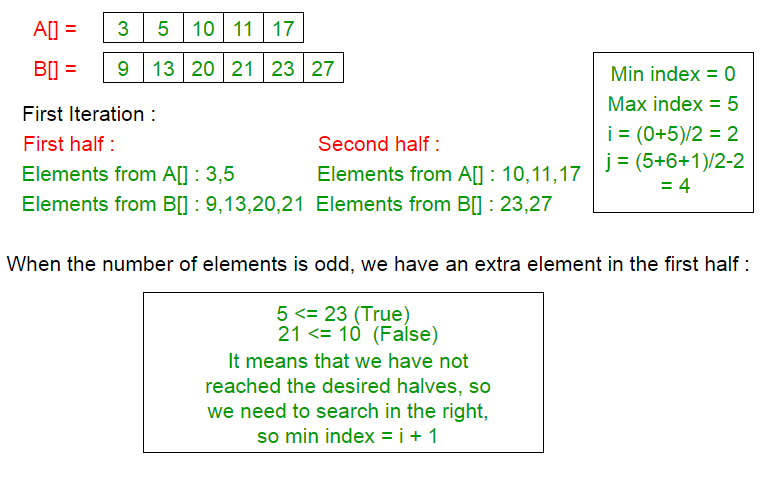 A[] = 3 5 10 11 17
B[] = 9 13 20 21 23 27
Min index = 0
Max index = 5
i = (0+5)/2 = 2
j = (5+6+1)/2-2
= 4
First Iteration :
First half : Second half :
Elements from A[] : 3,5 Elements from A[] : 10,11,17
Elements from B[] : 9,13,20,21 Elements from B[] : 23,27
When the number of elements is odd, we have an extra element in the first half :
5 <= 23 (True)
21 <= 10 (False)
It means that we have not
reached the desired halves, so
we need to search in the right,
so min index = i + 1